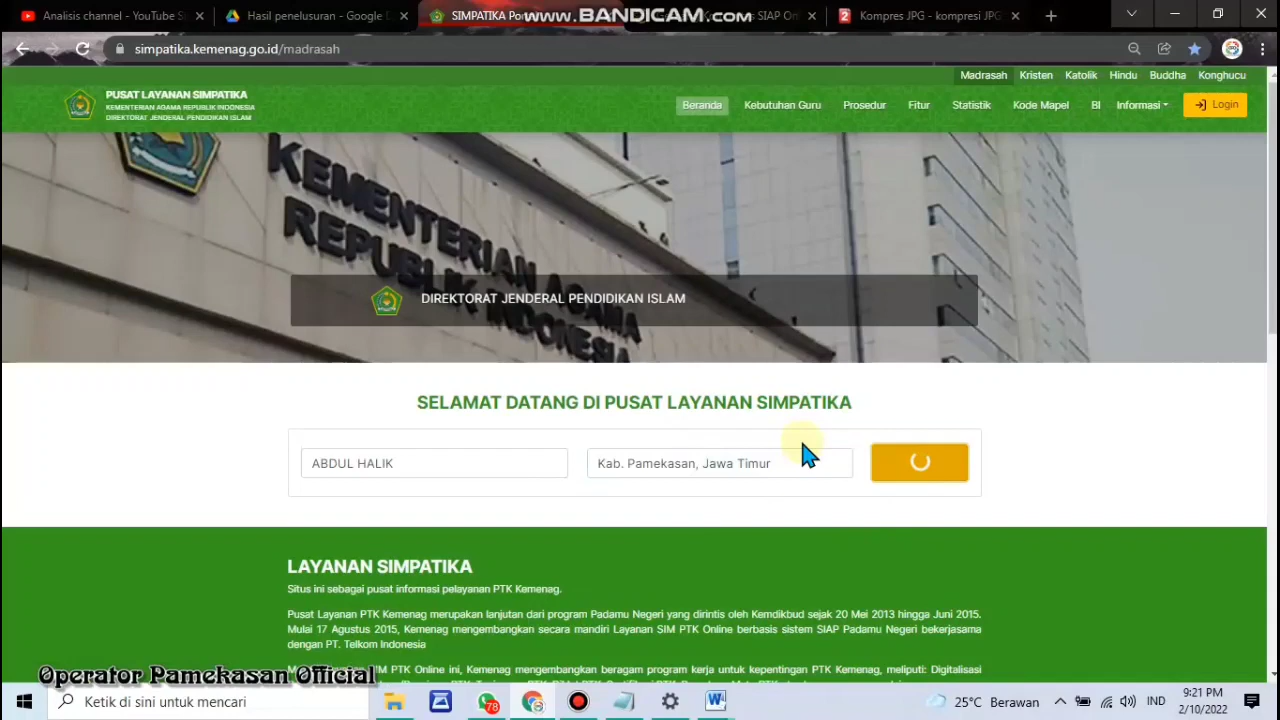 Analisis channel - YouTube S
Hasil penelusuran - Google
SIMPATIKA Po
www.BANDICAM.com
s SIAP On
Kompres JPG - kompresi JPG
simpatika.kemenag.go.id/madrasah
Madrasah Kristen Katolik Hindu Buddha Konghucu
PUSAT LAYANAN SIMPATIKA
KEMENTERIAN AGAMA REPUBLIK INDONESIA
DIREKTORAT JENDERAL PENDIDIKAN ISLAM
Beranda Kebutuhan Guru Prosedur Fitur Statistik Kode Mapel BI Informasi Login
KEMENTERIAN AGAMA
REPUBLIK INDONESIA
DIREKTORAT JENDERAL PENDIDIKAN ISLAM
SELAMAT DATANG DI PUSAT LAYANAN SIMPATIKA
ABDUL HALIK
Kab. Pamekasan, Jawa Timur
LAYANAN SIMPATIKA
Situs ini sebagai pusat informasi pelayanan PTK Kemenag.
Pusat Layanan PTK Kemenag merupakan lanjutan dari program Padamu Negeri yang dirintis oleh Kemdikbud sejak 20 Mei 2013 hingga Juni 2015.
Mulai 17 Agustus 2015, Kemenag mengembangkan secara mandiri Layanan SIM PTK Online berbasis sistem SIAP Padamu Negeri bekerjasama
dengan PT. Telkom Indonesia
SIM PTK Online ini, Kemenag mengembangkan beragam program kerja untuk kepentingan PTK Kemenag, meliputi: Digitalisasi
Operator Pamekasan Official
Ketik di sini untuk mencari
78
25°C Berawan
IND
9:21 PM
2/10/2022